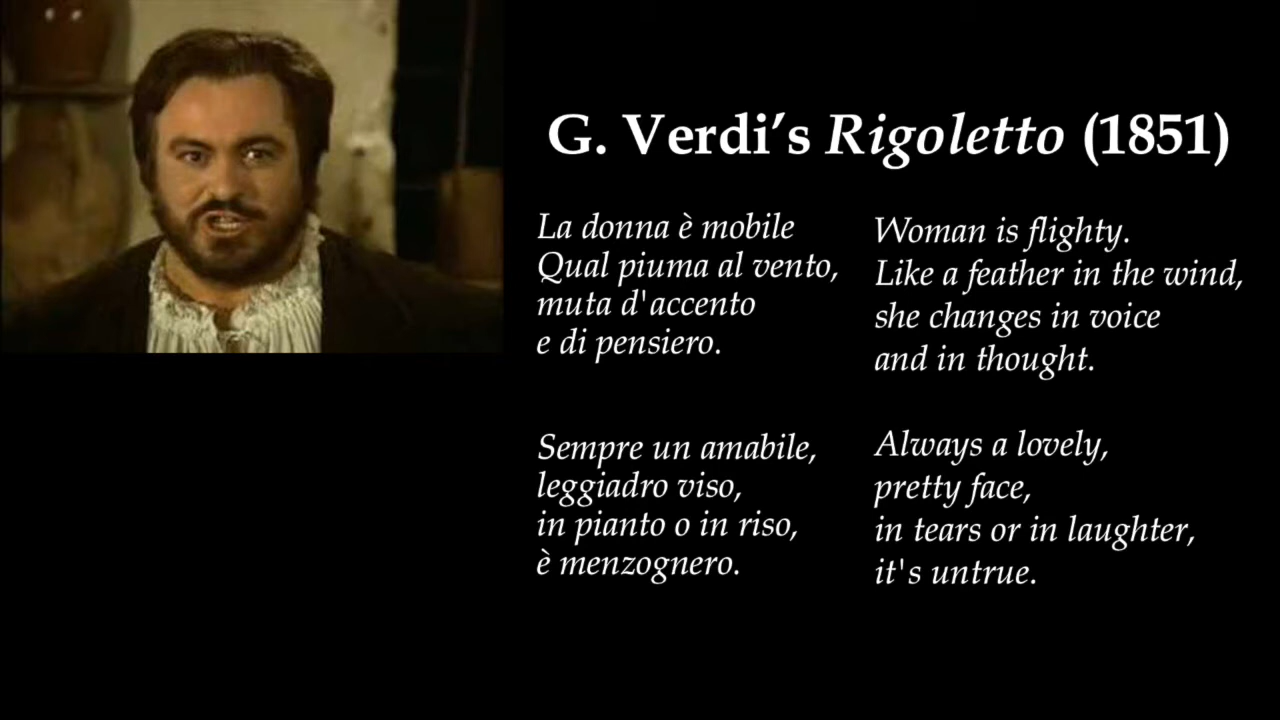 G. Verdi’s Rigoletto (1851)
La donna è mobile
Qual piuma al vento,
muta d'accento
e di pensiero.
Sempre un amabile,
leggiadro viso,
in pianto o in riso,
è menzognero.
Woman is flighty.
Like a feather in the wind,
she changes in voice
and in thought.
Always a lovely,
pretty face,
in tears or in laughter,
it's untrue.